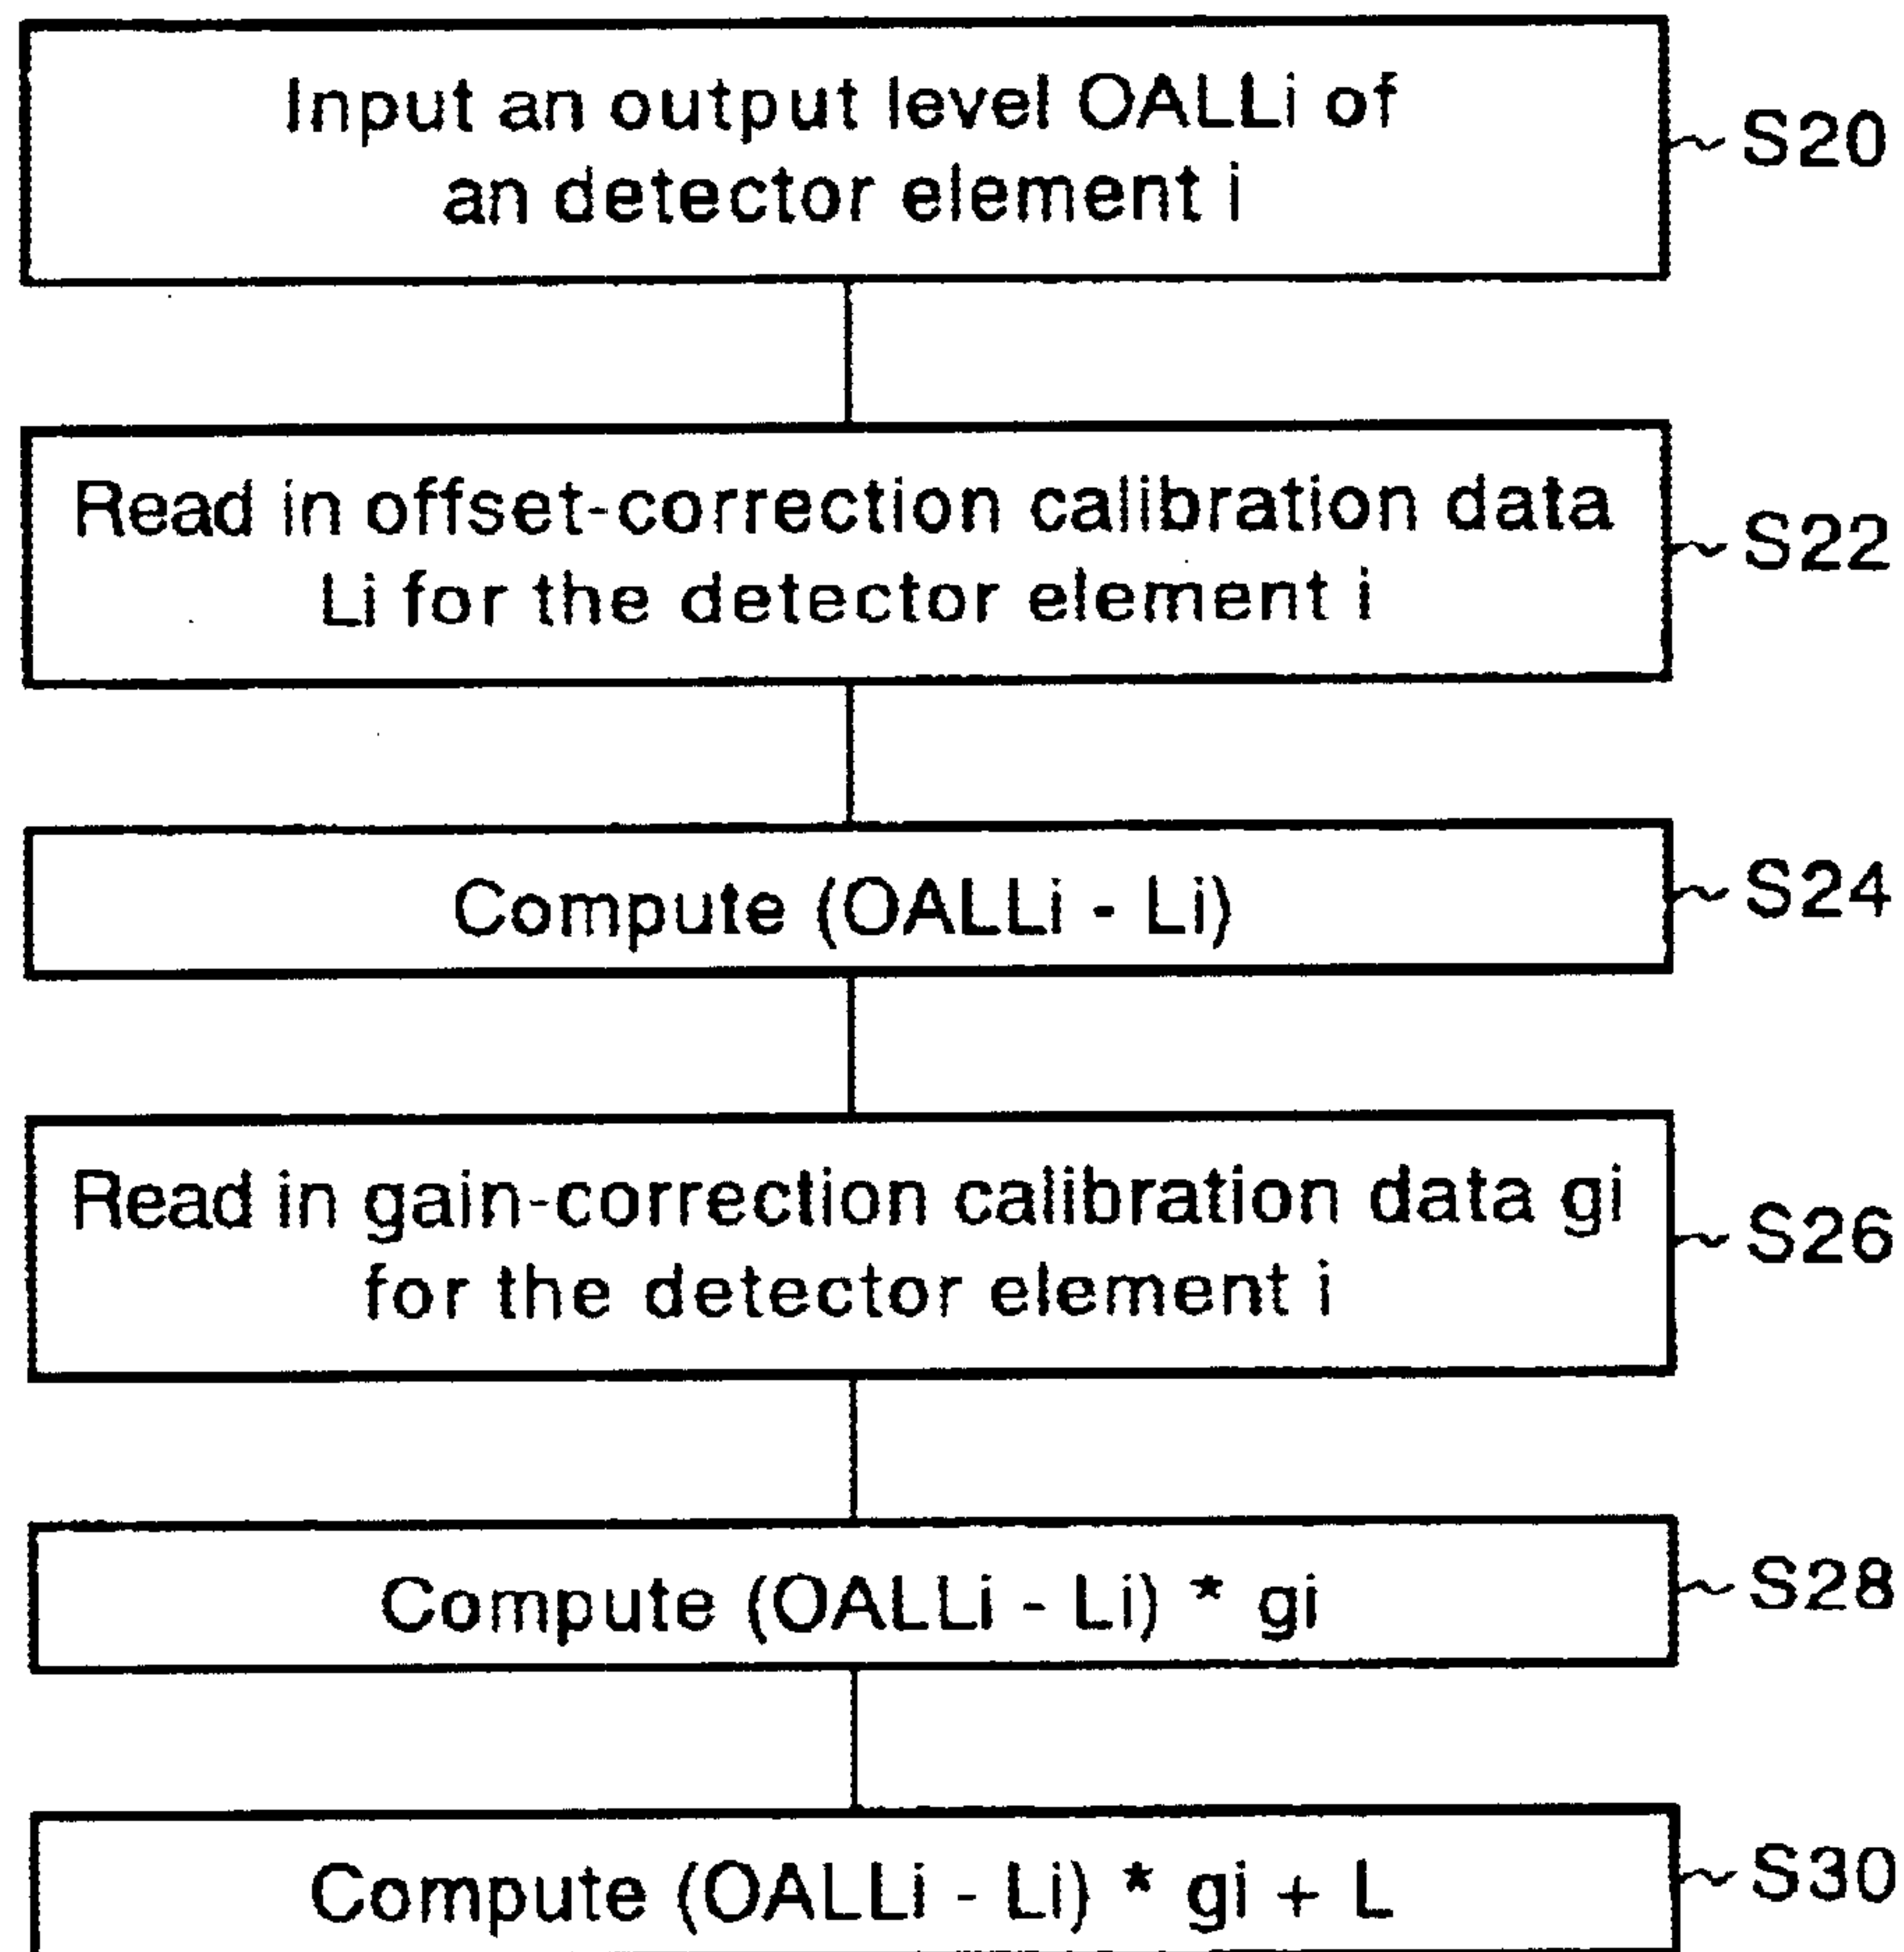 Input an output level OALLi of
an detector element i
S20
Read in offset-correction calibration data
Li for the detector element i
S22
Compute (OALLi - Li)
S24
Read in gain-correction calibration data gi
for the detector element i
S26
Compute (OALLi - Li) * gi
S28
Compute (OALLi - Li) * gi + L
S30